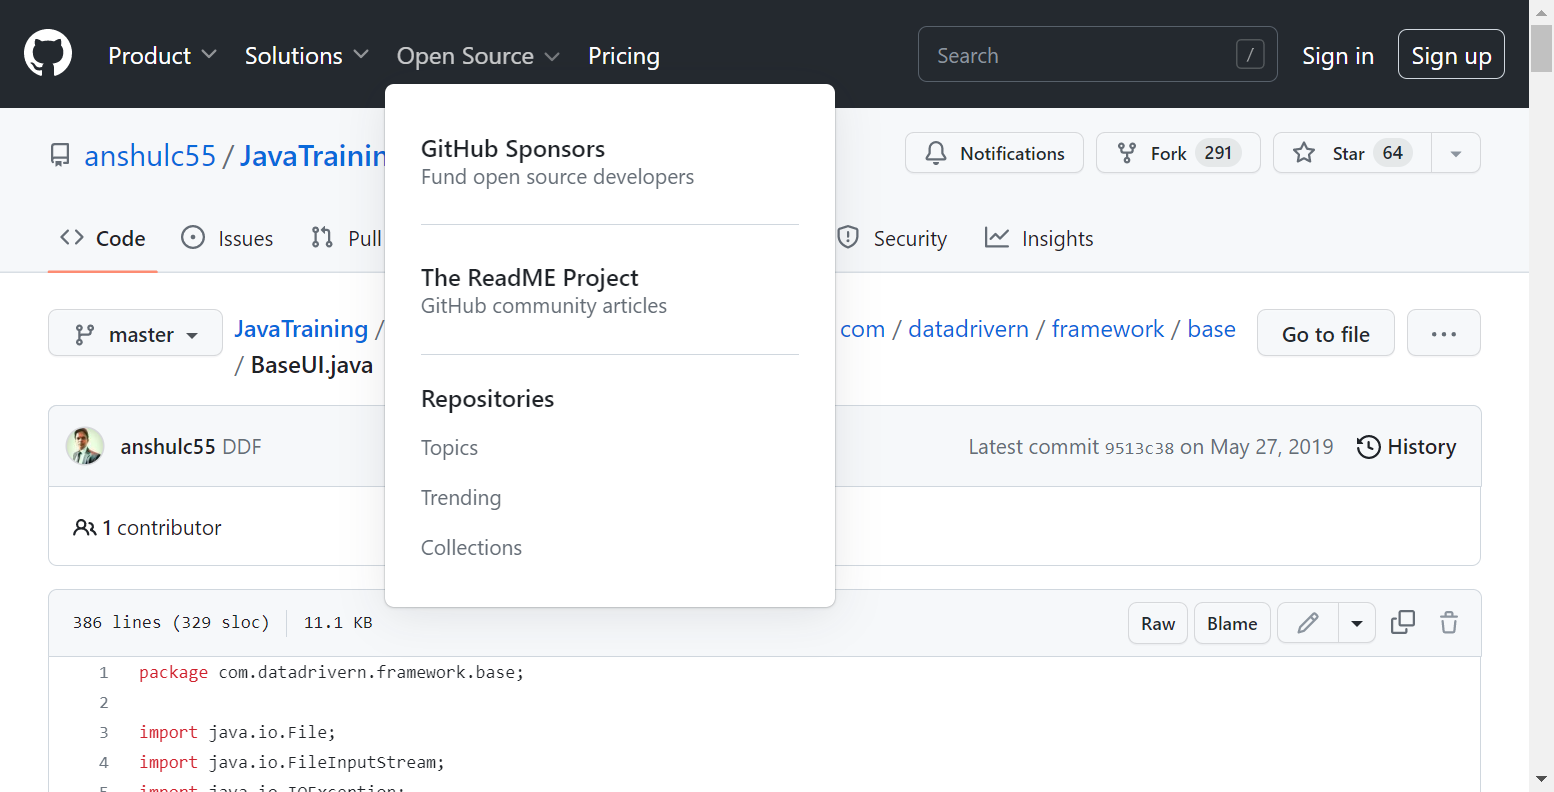 Product Solutions Open Source Pricing Search / Sign in Sign up
GitHub Sponsors
Fund open source developers
The ReadME Project
GitHub community articles
Repositories
Topics
Trending
Collections
anshulc55 / JavaTrainin Notifications Fork 291 Star 64
Code Issues Pull Security Insights
master JavaTraining / com / datadrivern / framework / base Go to file ...
/ BaseUI.java
anshulc55 DDF Latest commit 9513c38 on May 27, 2019 History
1 contributor
386 lines (329 sloc) 11.1 KB Raw Blame
1 package com.datadrivern.framework.base;
2
3 import java.io.File;
4 import java.io.FileInputStream;
5 import java.io.IOException;